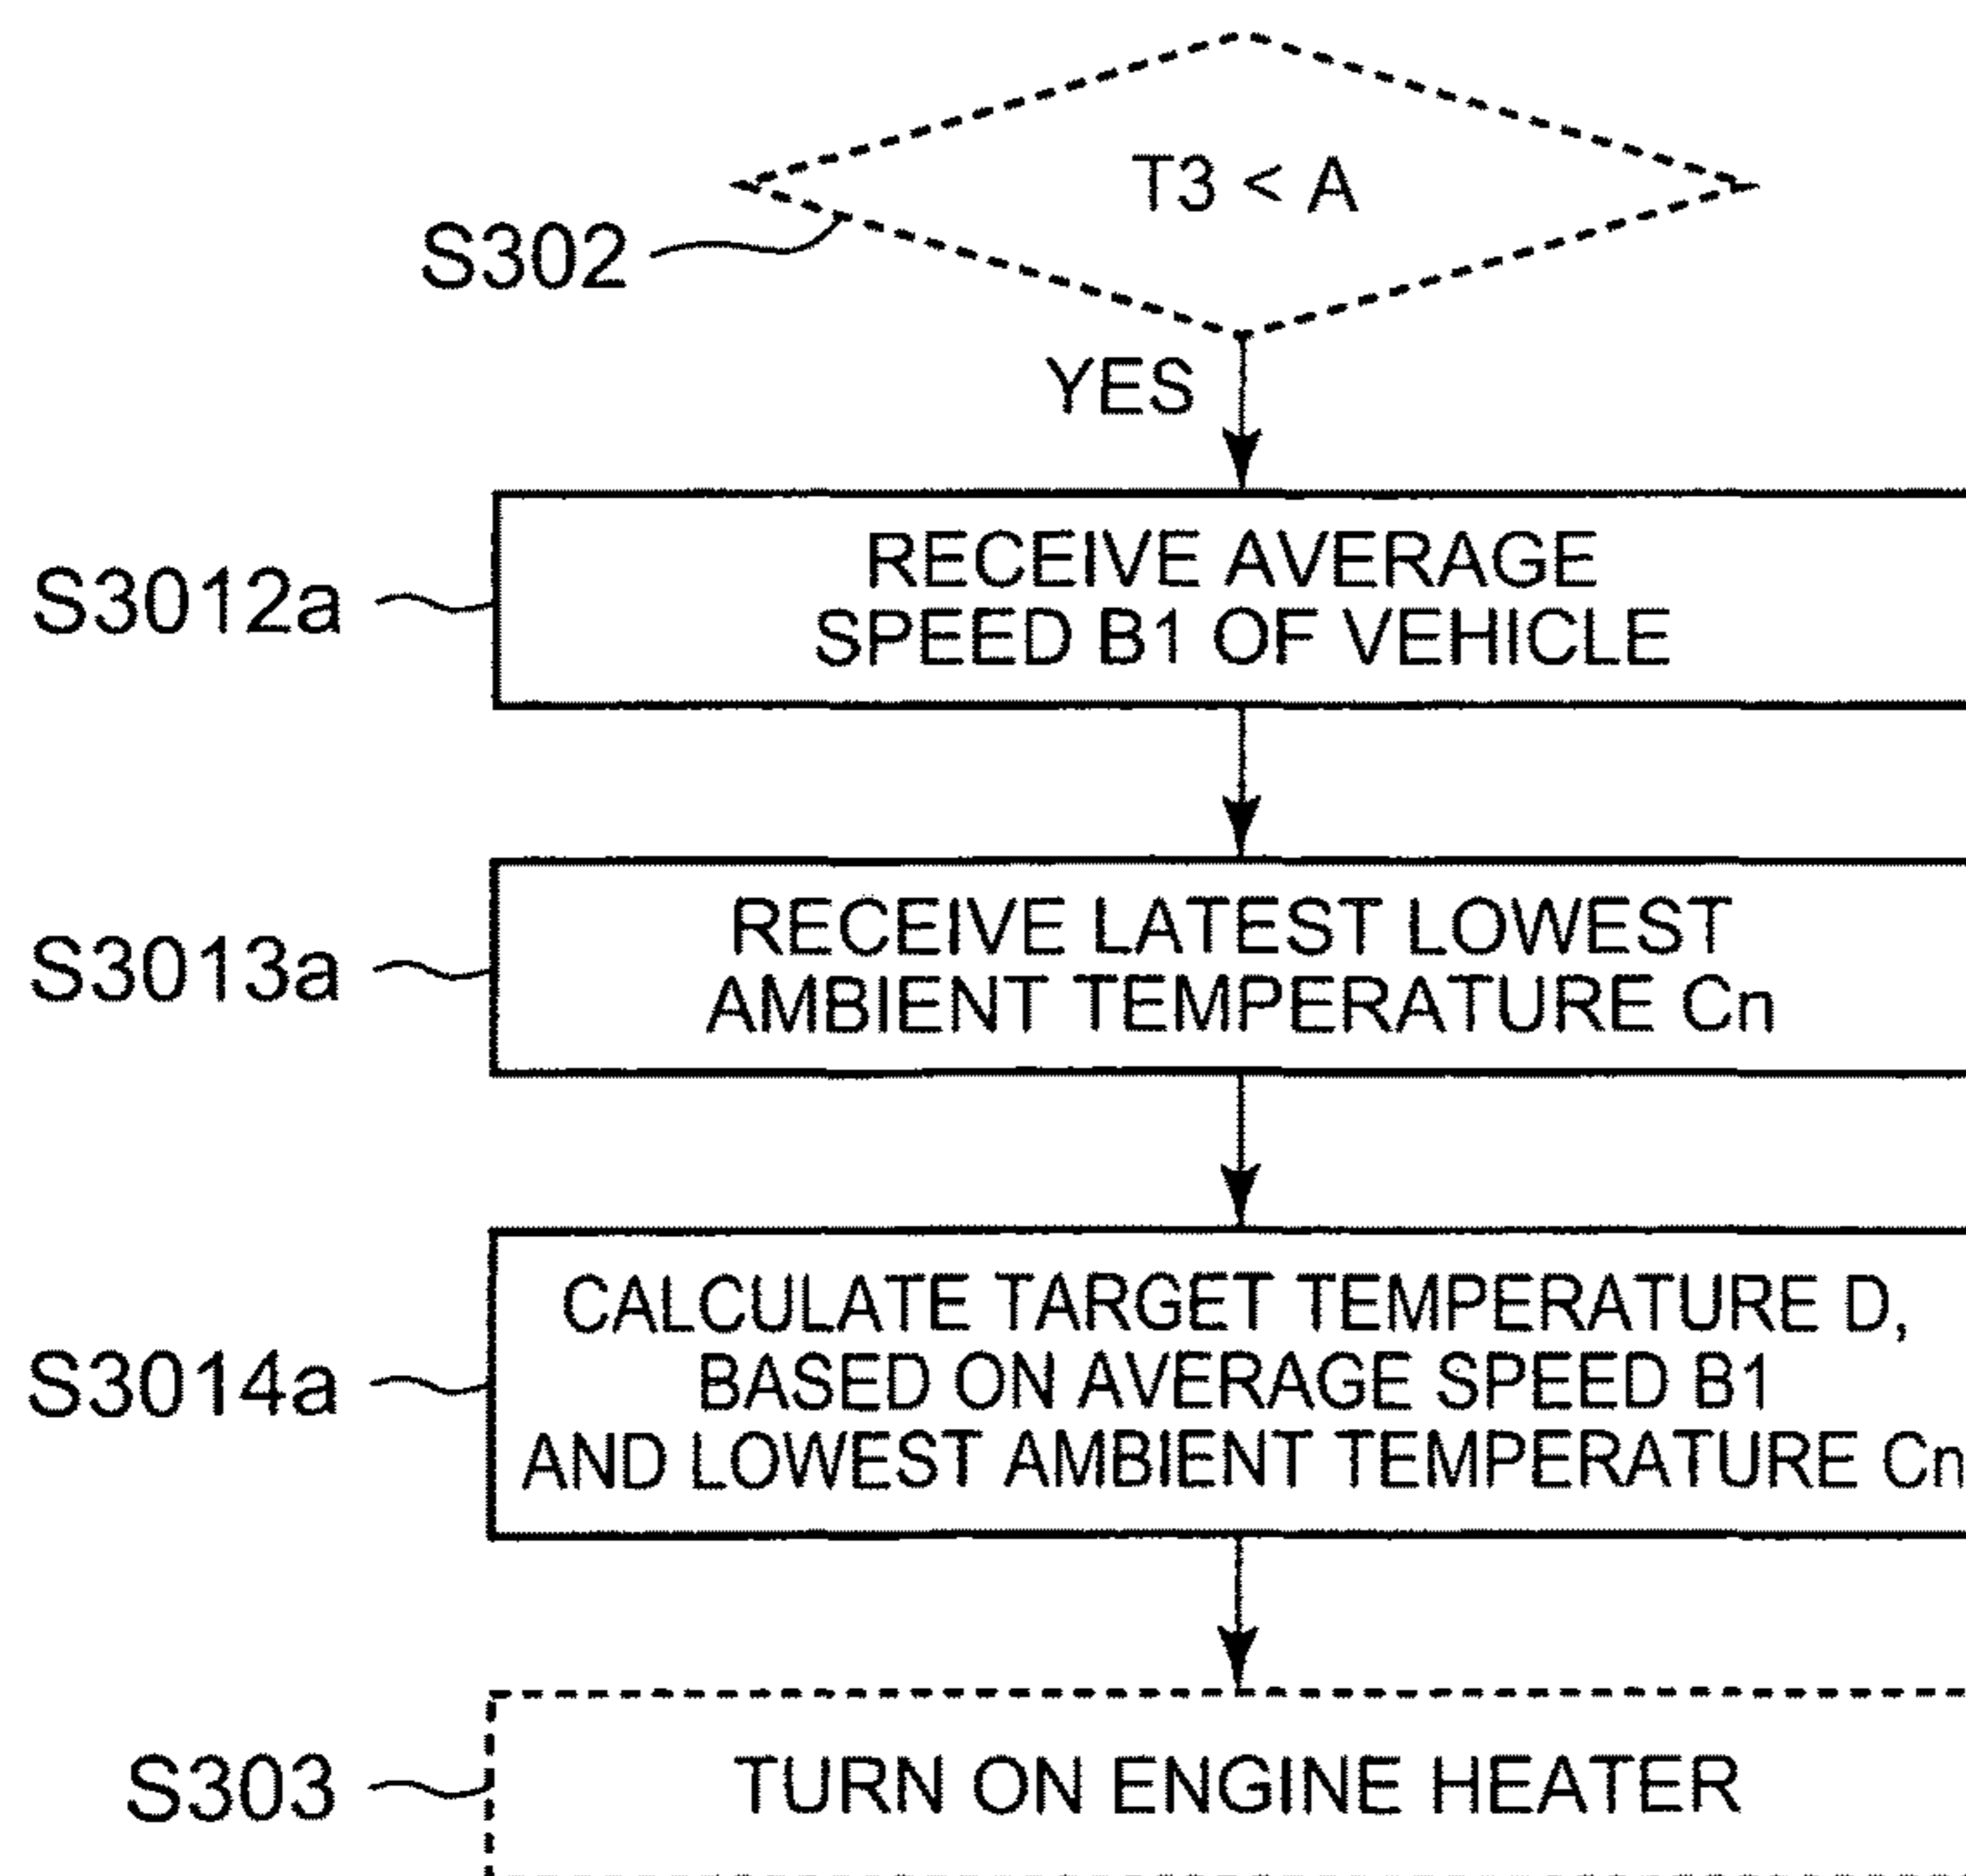 T3 < A
S302
YES
S3012a
RECEIVE AVERAGE
SPEED B1 OF VEHICLE
S3013a
RECEIVE LATEST LOWEST
AMBIENT TEMPERATURE Cn
S3014a
CALCULATE TARGET TEMPERATURE D,
BASED ON AVERAGE SPEED B1
AND LOWEST AMBIENT TEMPERATURE Cn
S303
TURN ON ENGINE HEATER